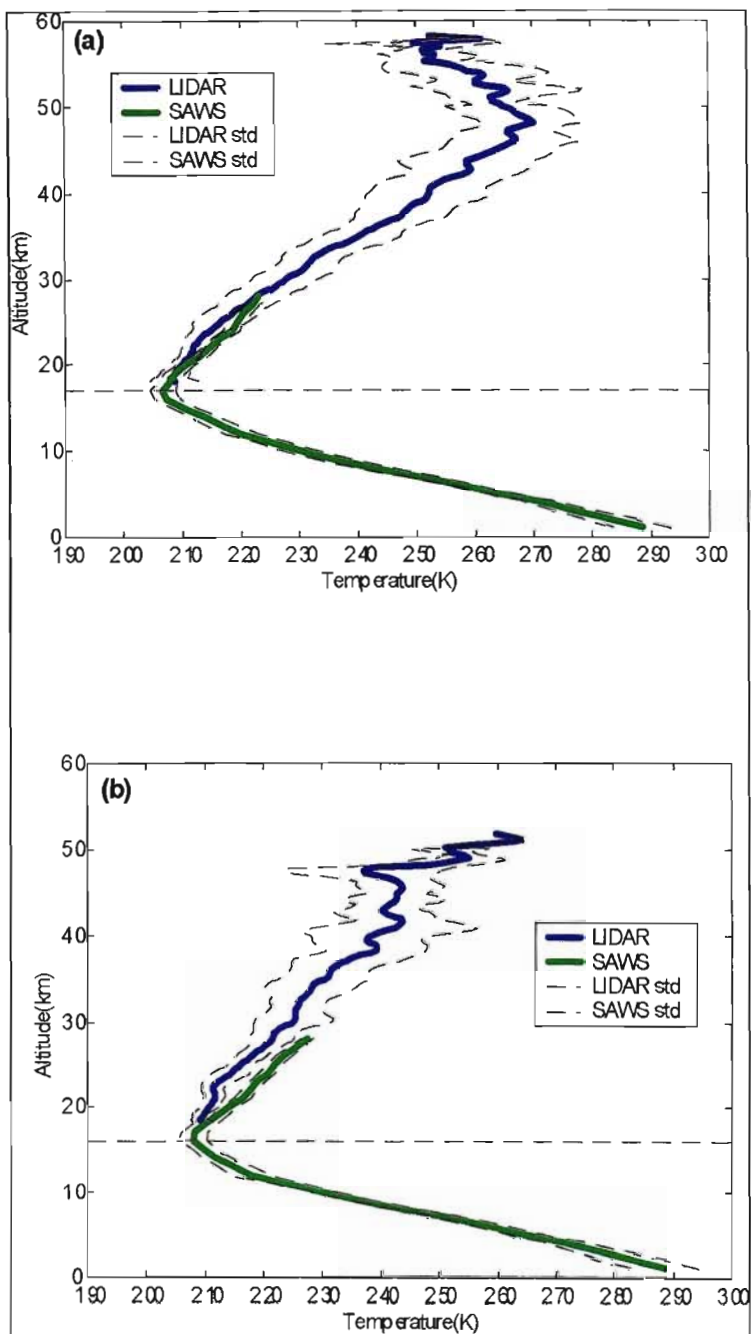 (a)
LIDAR
SAWS
LIDAR std
SAWS std
60
50
40
30
20
10
0
Altitude(km)
190 200 210 220 230 240 250 260 270 280 290 300
Temperature(K)
(b)
LIDAR
SAWS
LIDAR std
SAWS std
60
50
40
30
20
10
0
Altitude(km)
190 200 210 220 230 240 250 260 270 280 290 300
Temperature(K)